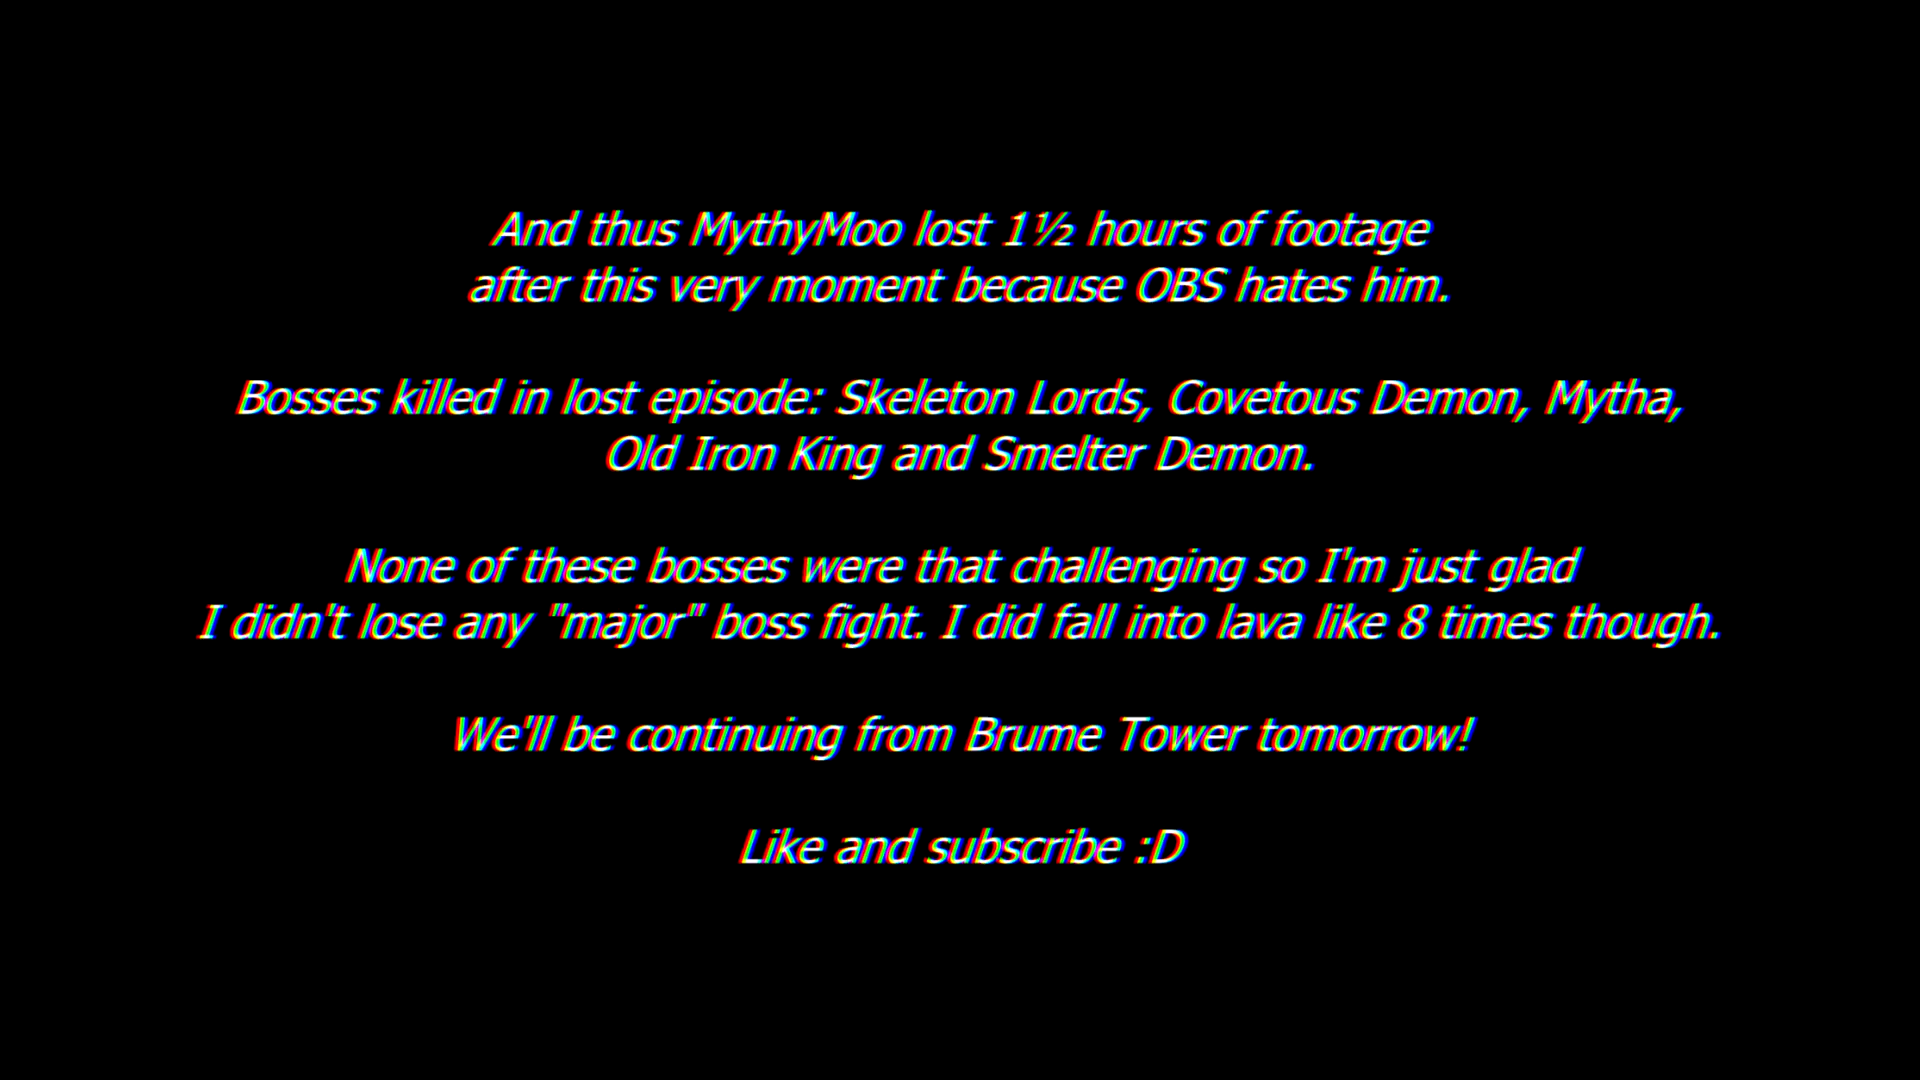 And thus MythyMoo lost 1½ hours of footage
after this very moment because OBS hates him.
Bosses killed in lost episode: Skeleton Lords, Covetous Demon, Mytha,
Old Iron King and Smelter Demon.
None of these bosses were that challenging so I'm just glad
I didn't lose any "major" boss fight. I did fall into lava like 8 times though.
We'll be continuing from Brume Tower tomorrow!
Like and subscribe :D